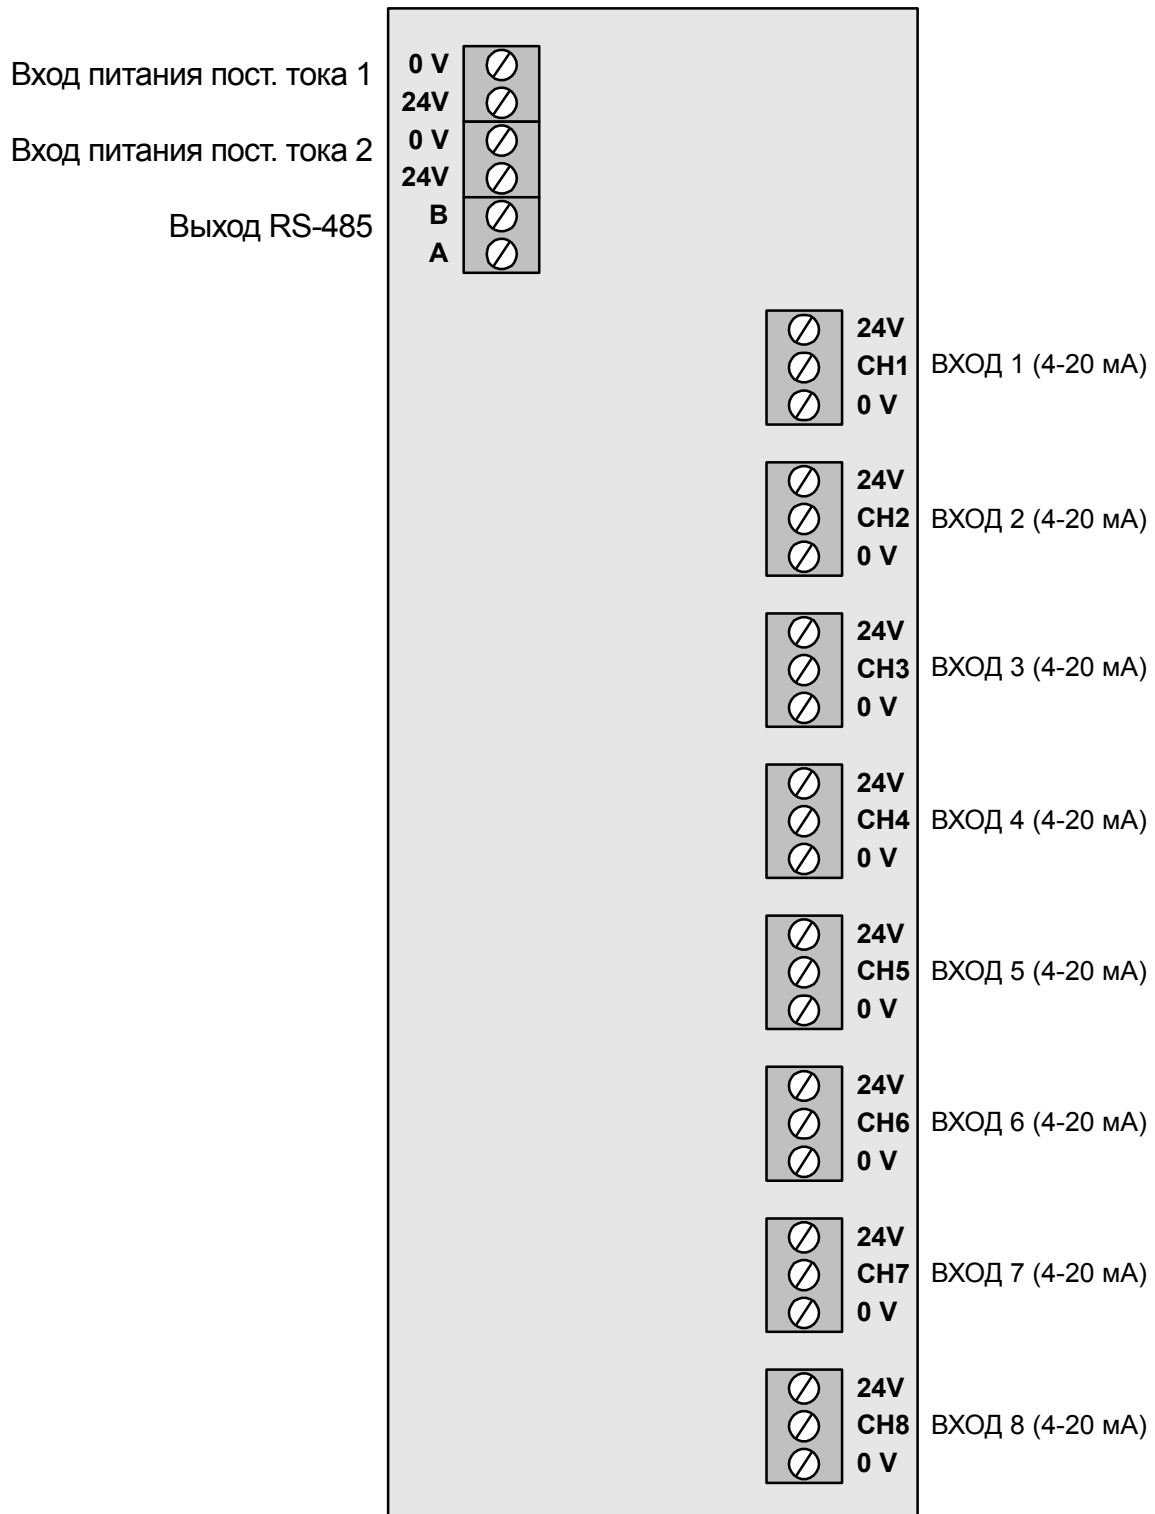 Вход питания пост. тока 1
0 V
24V
Вход питания пост. тока 2
0 V
24V
Выход RS-485
B
A
24V
CH1 ВХОД 1 (4-20 мА)
0 V
24V
CH2 ВХОД 2 (4-20 мА)
0 V
24V
CH3 ВХОД 3 (4-20 мА)
0 V
24V
CH4 ВХОД 4 (4-20 мА)
0 V
24V
CH5 ВХОД 5 (4-20 мА)
0 V
24V
CH6 ВХОД 6 (4-20 мА)
0 V
24V
CH7 ВХОД 7 (4-20 мА)
0 V
24V
CH8 ВХОД 8 (4-20 мА)
0 V